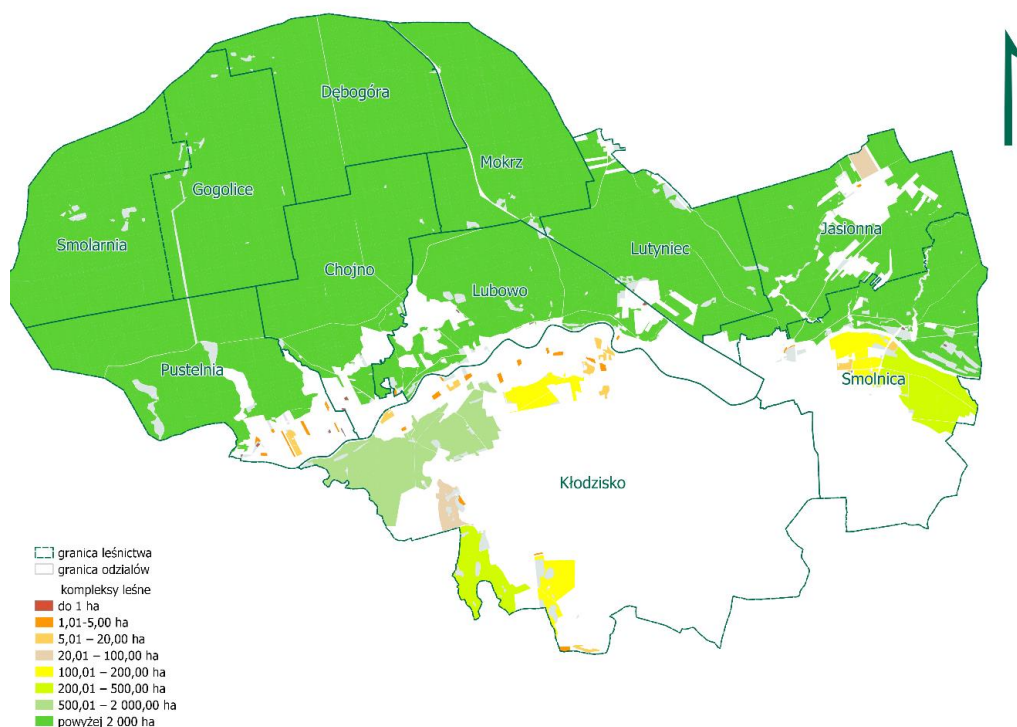 Dębogóra
Mokrz
Gogolice
Smolarnia
Jasionna
Lutyniec
Chojno
Lubowo
Pustelnia
Smolnica
Kłodzisko
granica leśnictwa
granica odziałów
kompleksy leśne
do 1 ha
1,01-5,00 ha
5,01 – 20,00 ha
20,01 – 100,00 ha
100,01 – 200,00 ha
200,01 – 500,00 ha
500,01 – 2 000,00 ha
powyżej 2 000 ha